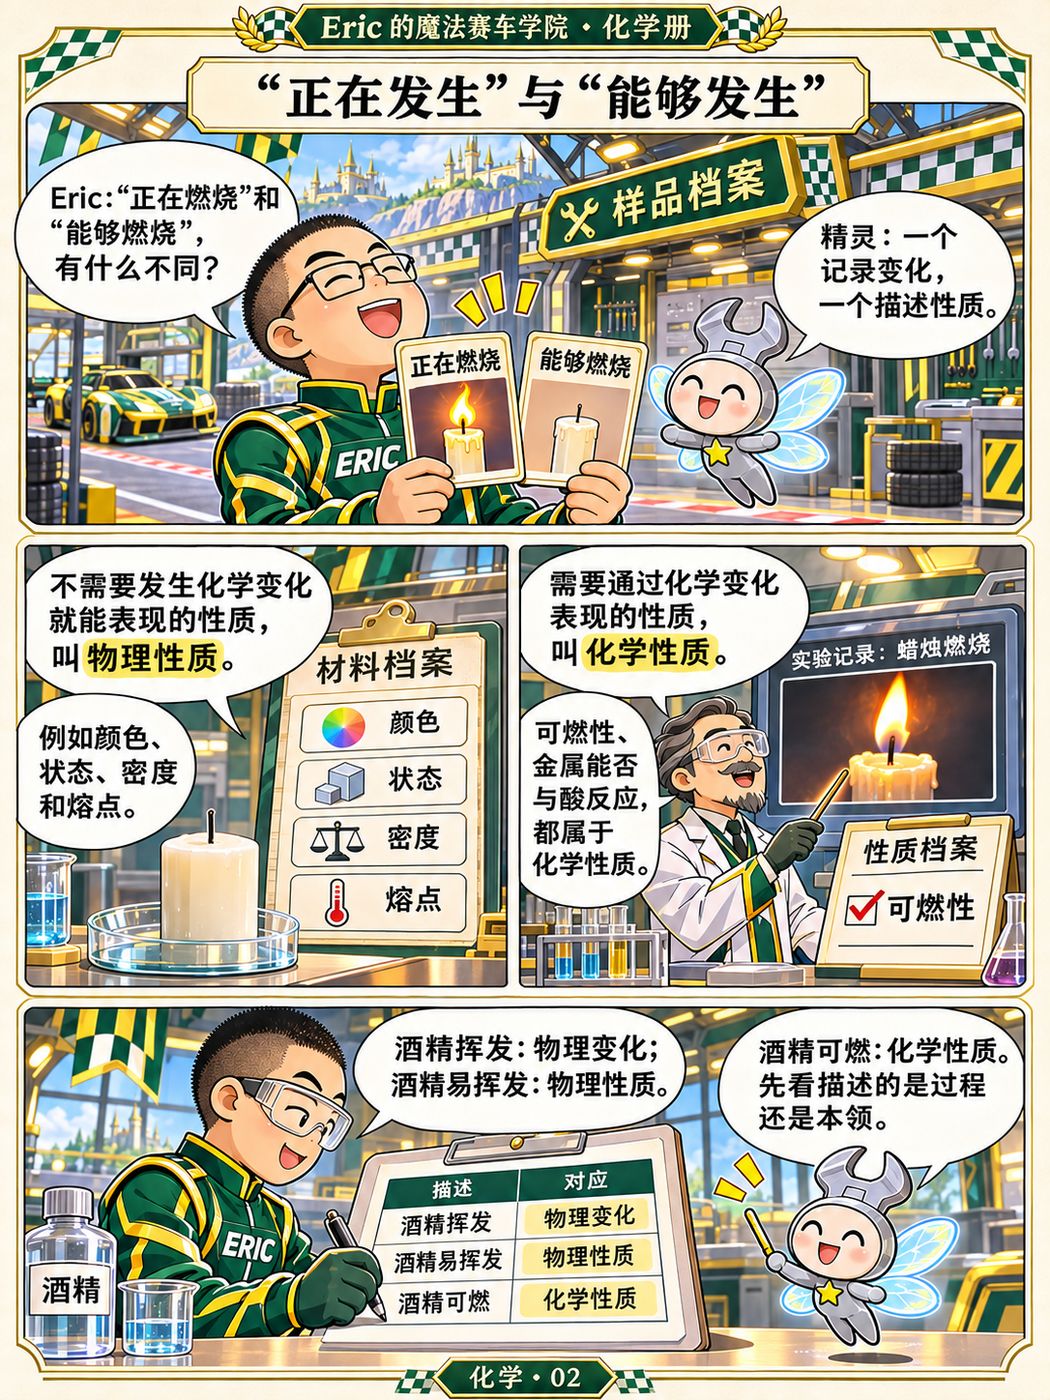 Eric 的魔法赛车学院 · 化学册
“正在发生”与“能够发生”
Eric：“正在燃烧”和
“能够燃烧”，
有什么不同？
样品档案
精灵：一个
记录变化，
一个描述性质。
正在燃烧
能够燃烧
ERIC
不需要发生化学变化
就能表现的性质，
叫物理性质。
例如颜色、
状态、密度
和熔点。
材料档案
颜色
状态
密度
熔点
需要通过化学变化
表现的性质，
叫化学性质。
可燃性、
金属能否
与酸反应，
都属于
化学性质。
实验记录：蜡烛燃烧
性质档案
可燃性
酒精挥发：物理变化；
酒精易挥发：物理性质。
酒精可燃：化学性质。
先看描述的是过程
还是本领。
ERIC
酒精
描述 对应
酒精挥发 物理变化
酒精易挥发 物理性质
酒精可燃 化学性质
化学 · 02